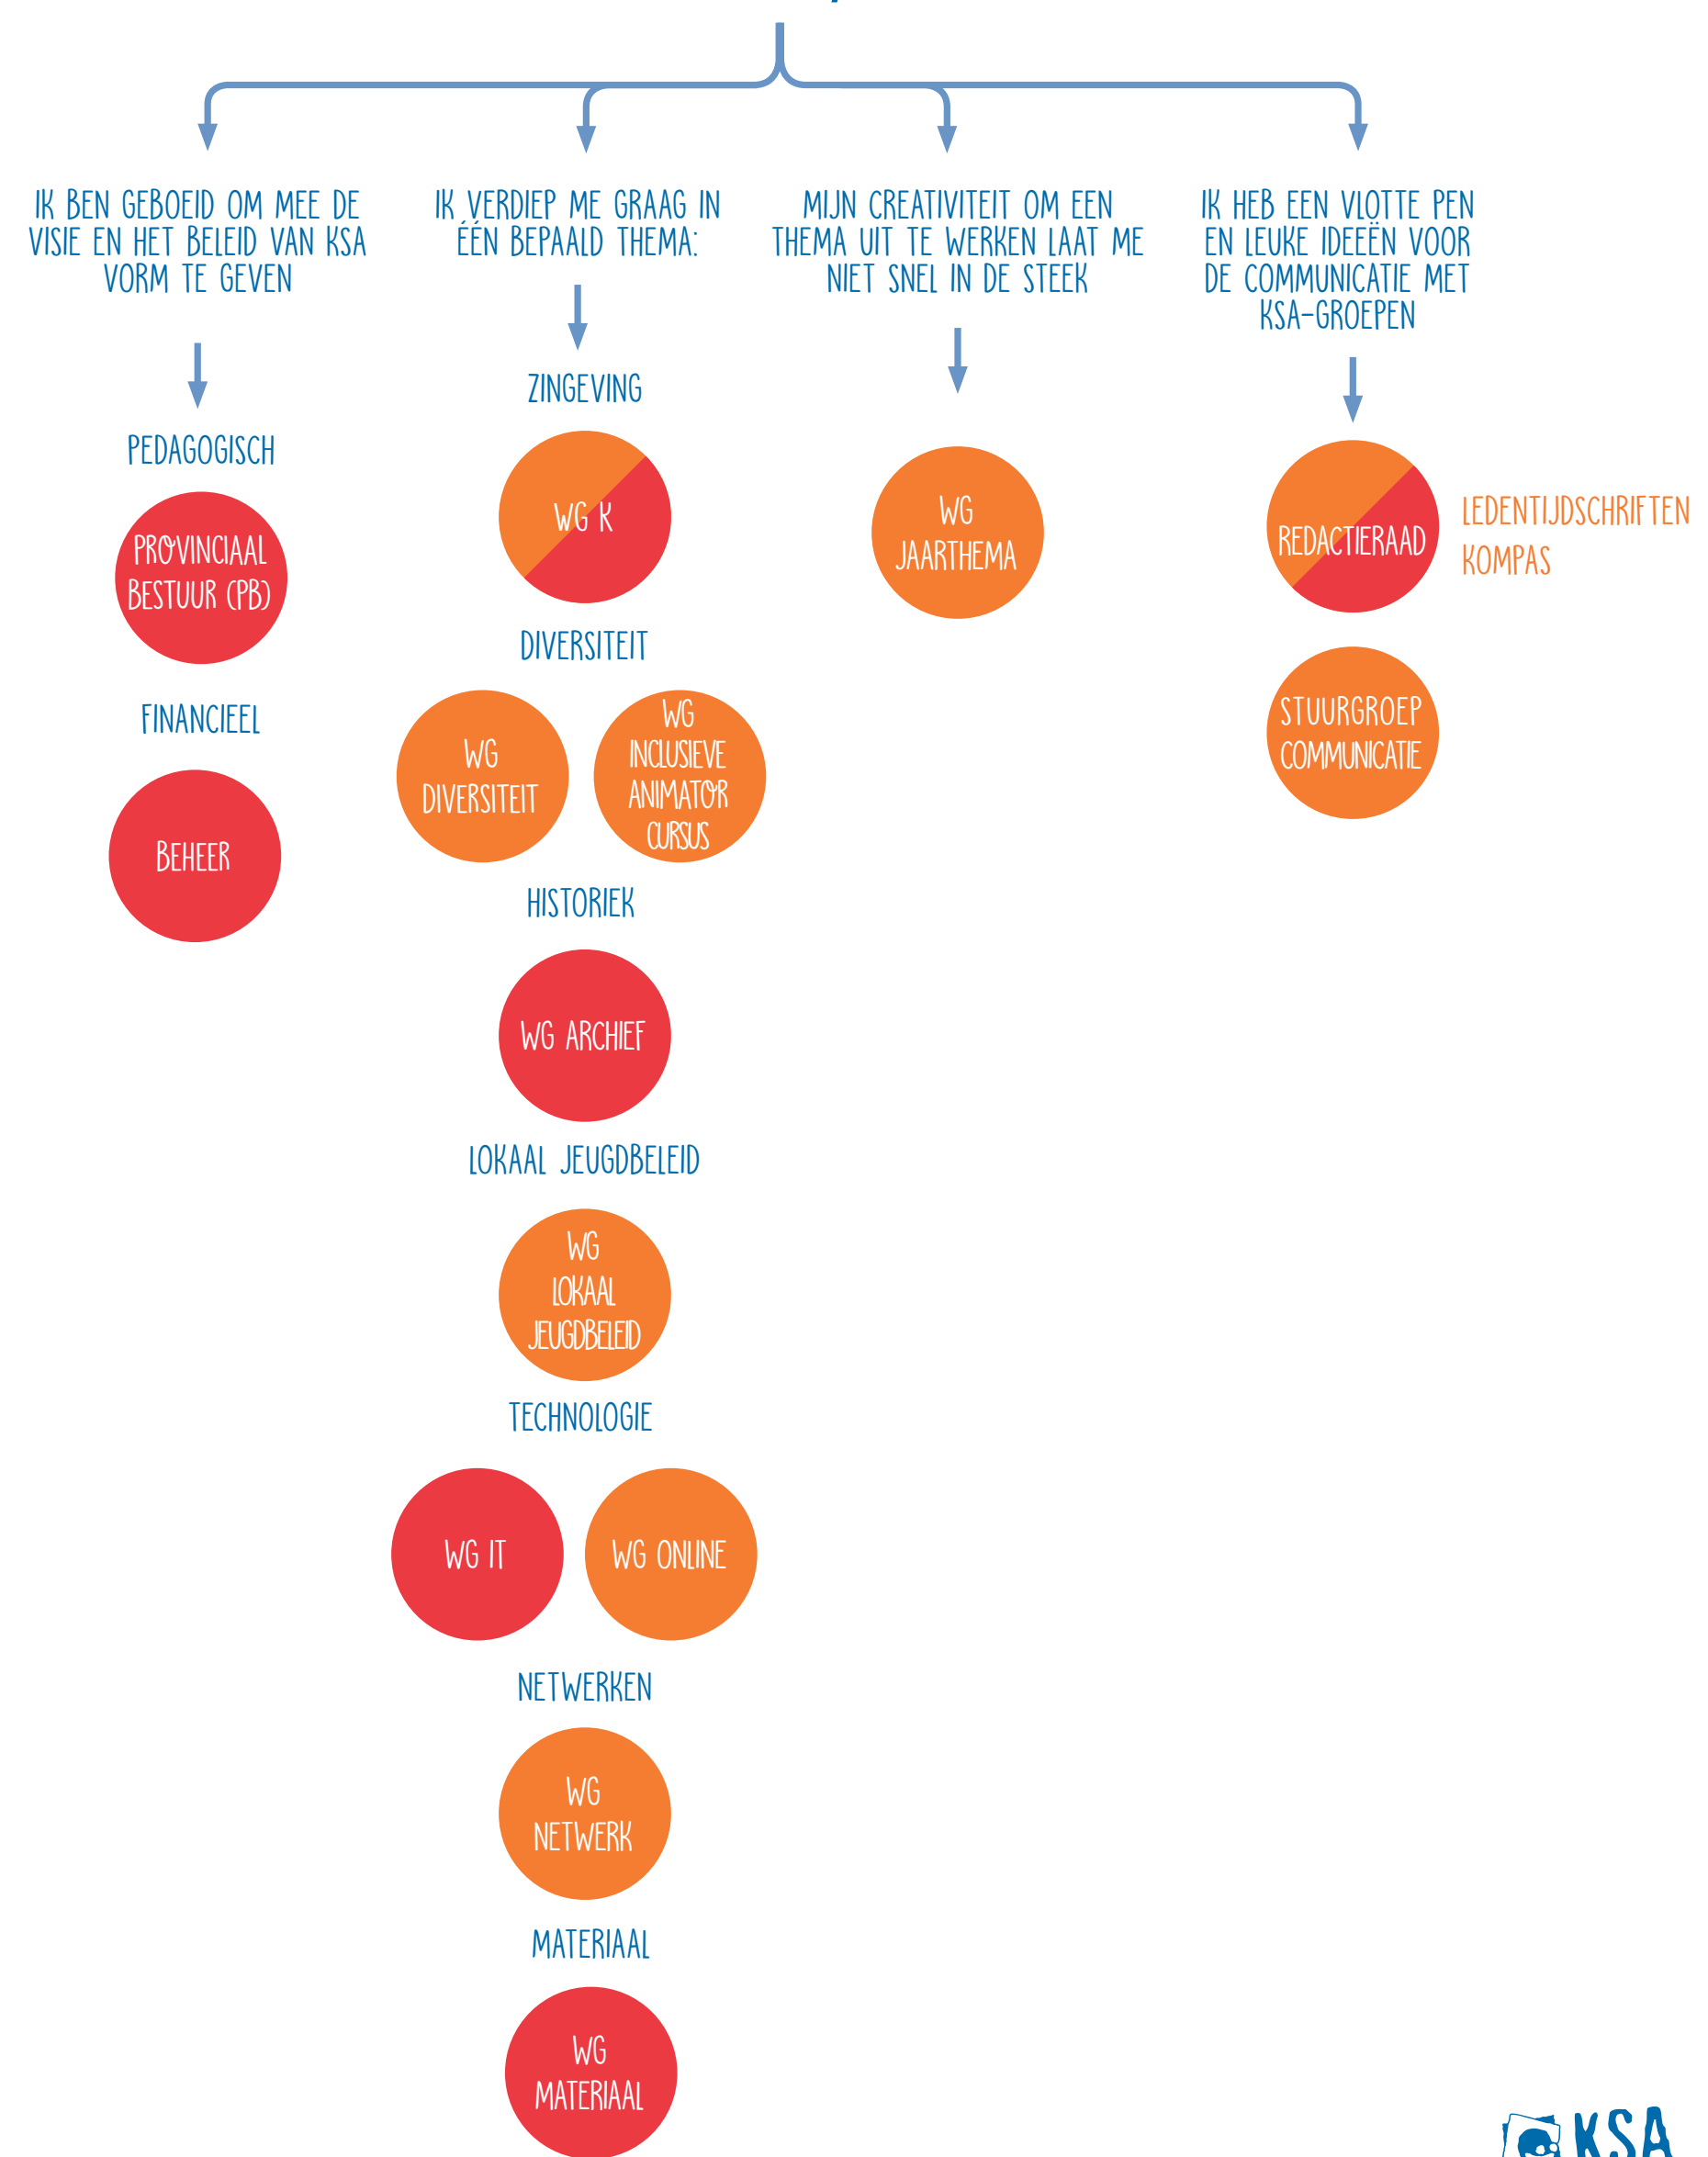 IK BEN GEBOEID OM MEE DE
VISIE EN HET BELEID VAN KSA
VORM TE GEVEN
PEDAGOGISCH
PROVINCIAAL
BESTUUR (PB)
FINANCIEEL
BEHEER
IK VERDIEP ME GRAAG IN
ÉÉN BEPAALD THEMA:
ZINGEVING
WG K
DIVERSITEIT
WG
DIVERSITEIT
WG
INCLUSIEVE
ANIMATOR
CURSUS
HISTORIEK
WG ARCHIEF
LOKAAL JEUGDBELEID
WG
LOKAAL
JEUGDBELEID
TECHNOLOGIE
WG IT
WG ONLINE
NETWERKEN
WG
NETWERK
MATERIAAL
WG
MATERIAAL
MIJN CREATIVITEIT OM EEN
THEMA UIT TE WERKEN LAAT ME
NIET SNEL IN DE STEEK
WG
JAARTHEMA
IK HEB EEN VLOTTE PEN
EN LEUKE IDEEËN VOOR
DE COMMUNICATIE MET
KSA-GROEPEN
REDACTIERAAD
LEDENTIJDSCHRIFTEN
KOMPAS
STUURGROEP
COMMUNICATIE
KSA